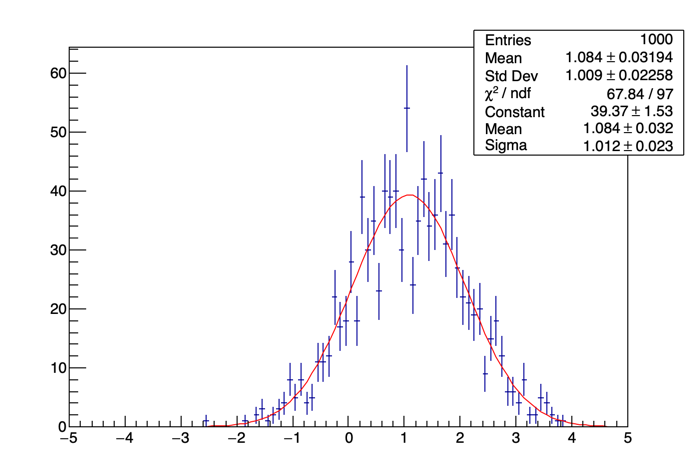 Entries 1000
Mean 1.084 ± 0.03194
Std Dev 1.009 ± 0.02258
χ² / ndf 67.84 / 97
Constant 39.37 ± 1.53
Mean 1.084 ± 0.032
Sigma 1.012 ± 0.023
60
50
40
30
20
10
0
−5 −4 −3 −2 −1 0 1 2 3 4 5